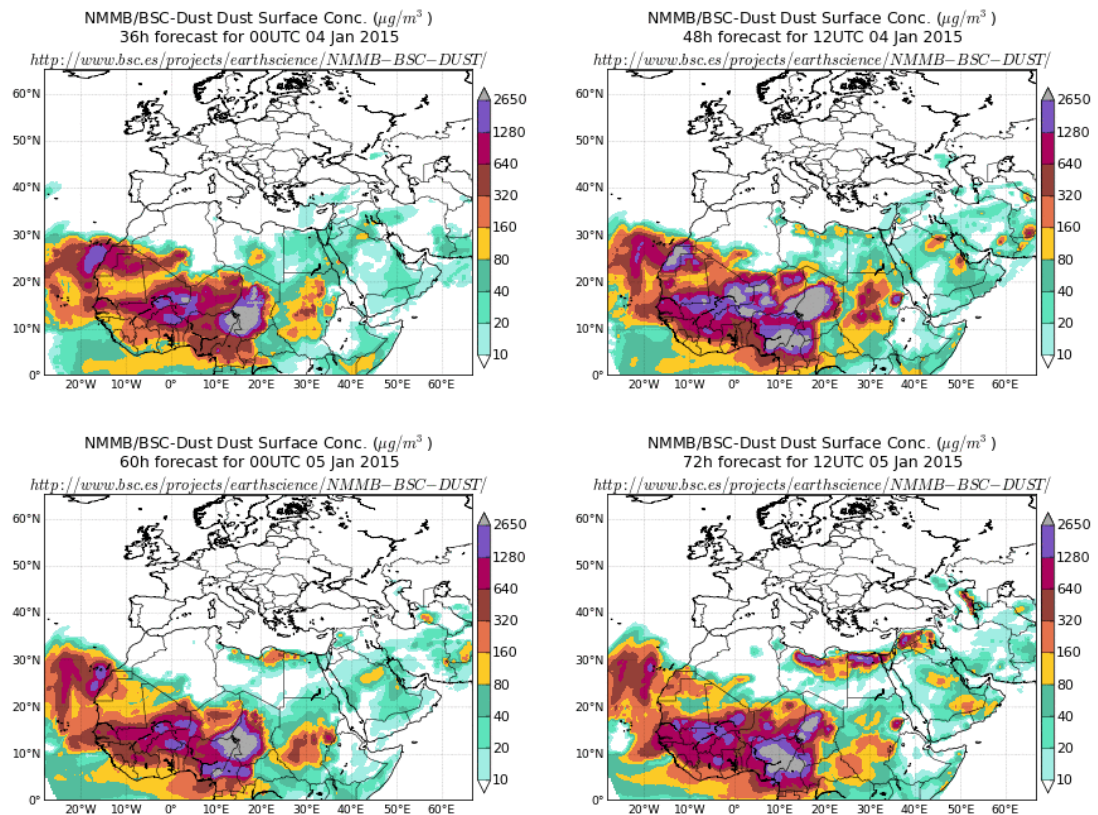 NMMB/BSC-Dust Dust Surface Conc. (μg/m³)
36h forecast for 00UTC 04 Jan 2015
http://www.bsc.es/projects/earthscience/NMMB−BSC−DUST/
60°N
50°N
40°N
30°N
20°N
10°N
0°
20°W 10°W 0° 10°E 20°E 30°E 40°E 50°E 60°E
2650
1280
640
320
160
80
40
20
10
NMMB/BSC-Dust Dust Surface Conc. (μg/m³)
48h forecast for 12UTC 04 Jan 2015
http://www.bsc.es/projects/earthscience/NMMB−BSC−DUST/
60°N
50°N
40°N
30°N
20°N
10°N
0°
20°W 10°W 0° 10°E 20°E 30°E 40°E 50°E 60°E
2650
1280
640
320
160
80
40
20
10
NMMB/BSC-Dust Dust Surface Conc. (μg/m³)
60h forecast for 00UTC 05 Jan 2015
http://www.bsc.es/projects/earthscience/NMMB−BSC−DUST/
60°N
50°N
40°N
30°N
20°N
10°N
0°
20°W 10°W 0° 10°E 20°E 30°E 40°E 50°E 60°E
2650
1280
640
320
160
80
40
20
10
NMMB/BSC-Dust Dust Surface Conc. (μg/m³)
72h forecast for 12UTC 05 Jan 2015
http://www.bsc.es/projects/earthscience/NMMB−BSC−DUST/
60°N
50°N
40°N
30°N
20°N
10°N
0°
20°W 10°W 0° 10°E 20°E 30°E 40°E 50°E 60°E
2650
1280
640
320
160
80
40
20
10